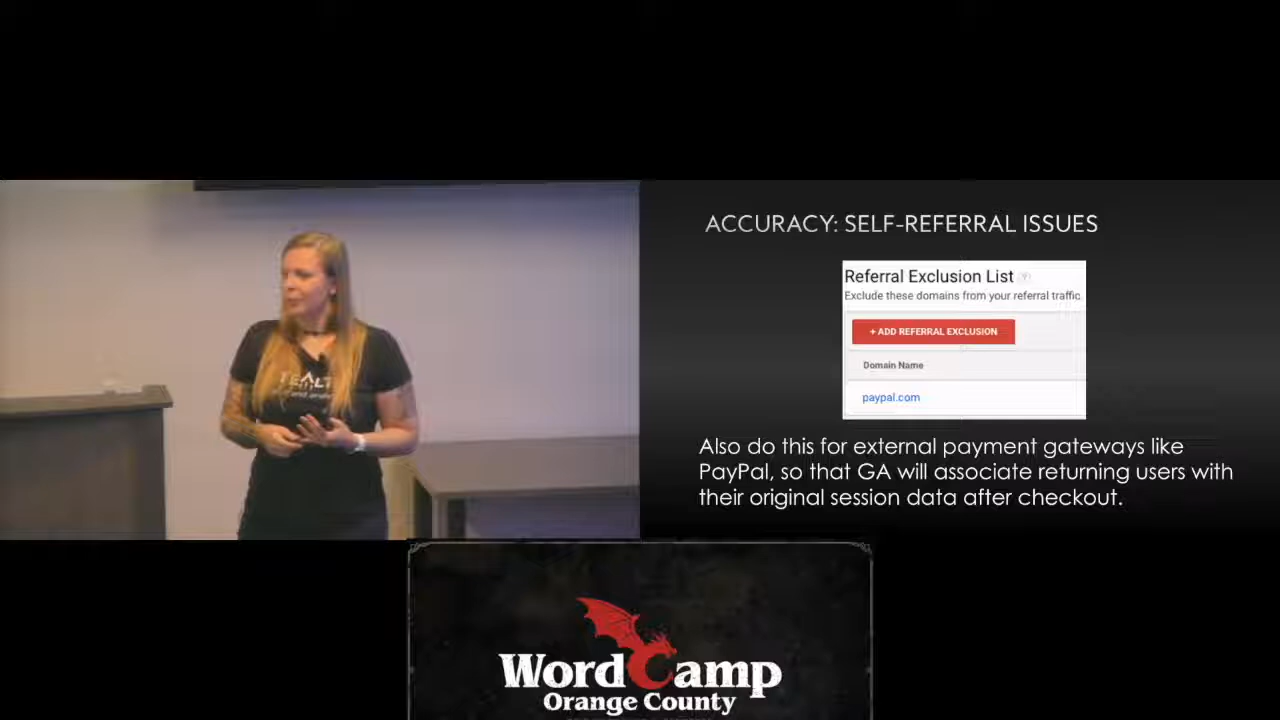 ACCURACY: SELF-REFERRAL ISSUES
Referral Exclusion List
Exclude these domains from your referral traffic.
+ ADD REFERRAL EXCLUSION
Domain Name
paypal.com
Also do this for external payment gateways like
PayPal, so that GA will associate returning users with
their original session data after checkout.
WordCamp
Orange County